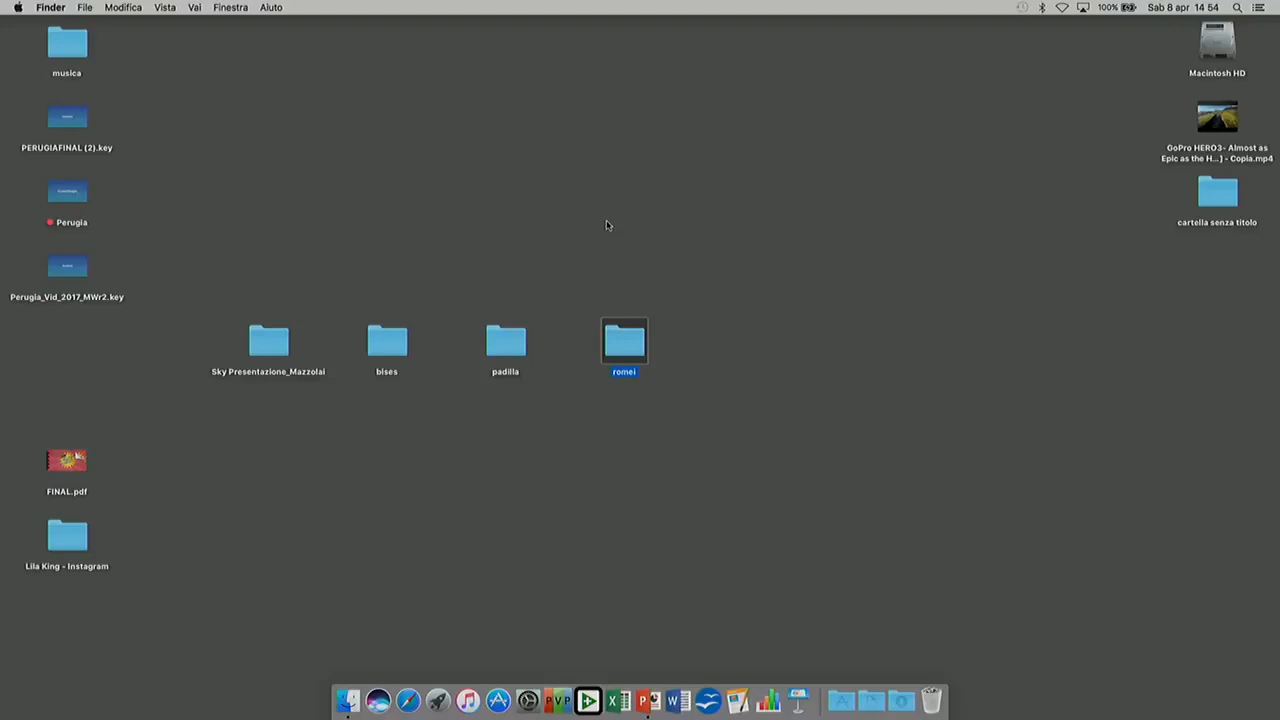 Finder File Modifica Vista Vai Finestra Aiuto 100% Sab 8 apr 14 54
musica
Macintosh HD
PERUGIAFINAL (2).key
GoPro HERO3- Almost as
Epic as the H...] - Copia.mp4
Perugia
cartella senza titolo
Perugia_Vid_2017_MWr2.key
Sky Presentazione_Mazzolai
bises
padilla
romei
FINAL.pdf
Lila King - Instagram
PVP